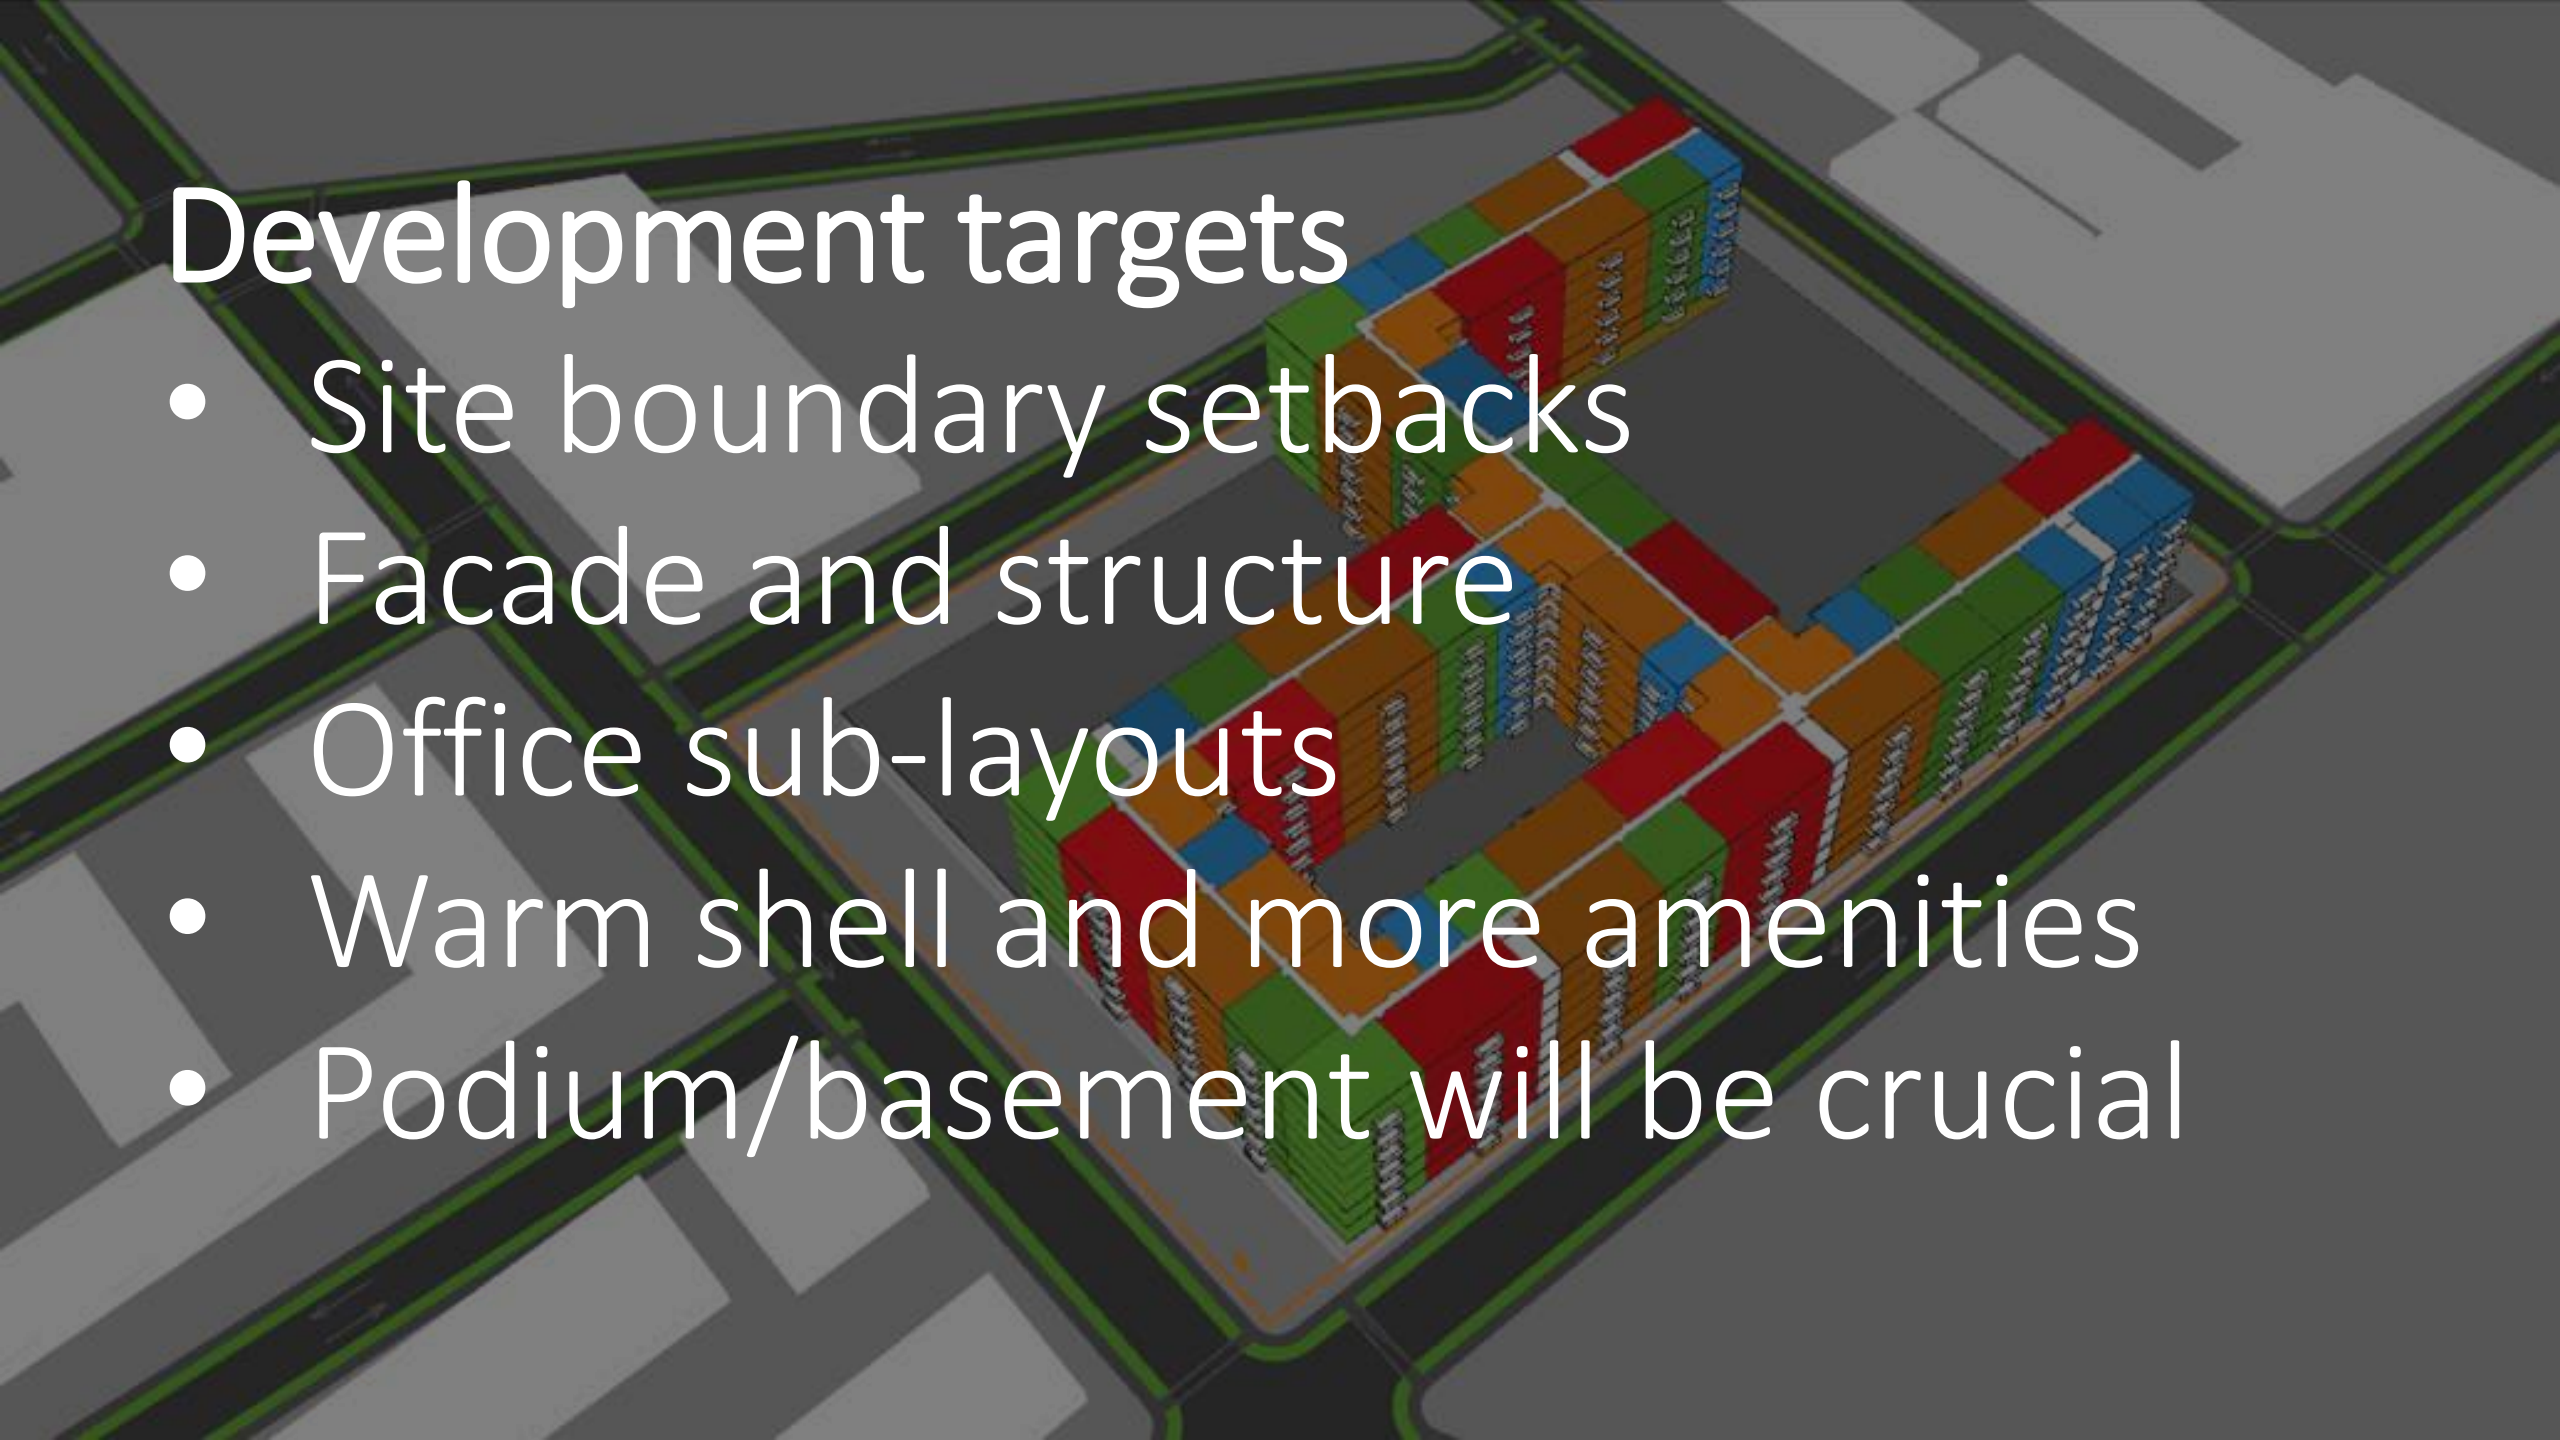 Development targets
• Site boundary setbacks
• Facade and structure
• Office sub-layouts
• Warm shell and more amenities
• Podium/basement will be crucial